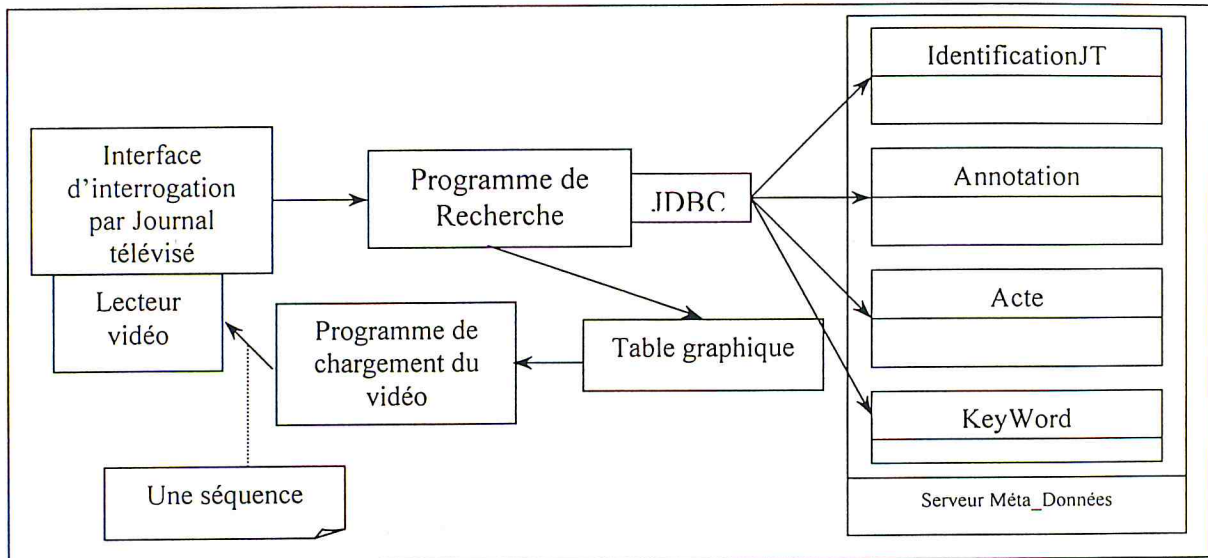 IdentificationJT
Interface
d'interrogation
par Journal
télévisé
Programme de
Recherche
JDBC
Annotation
Lecteur
vidéo
Programme de
chargement du
vidéo
Table graphique
Acte
KeyWord
Une séquence
Serveur Méta_Données